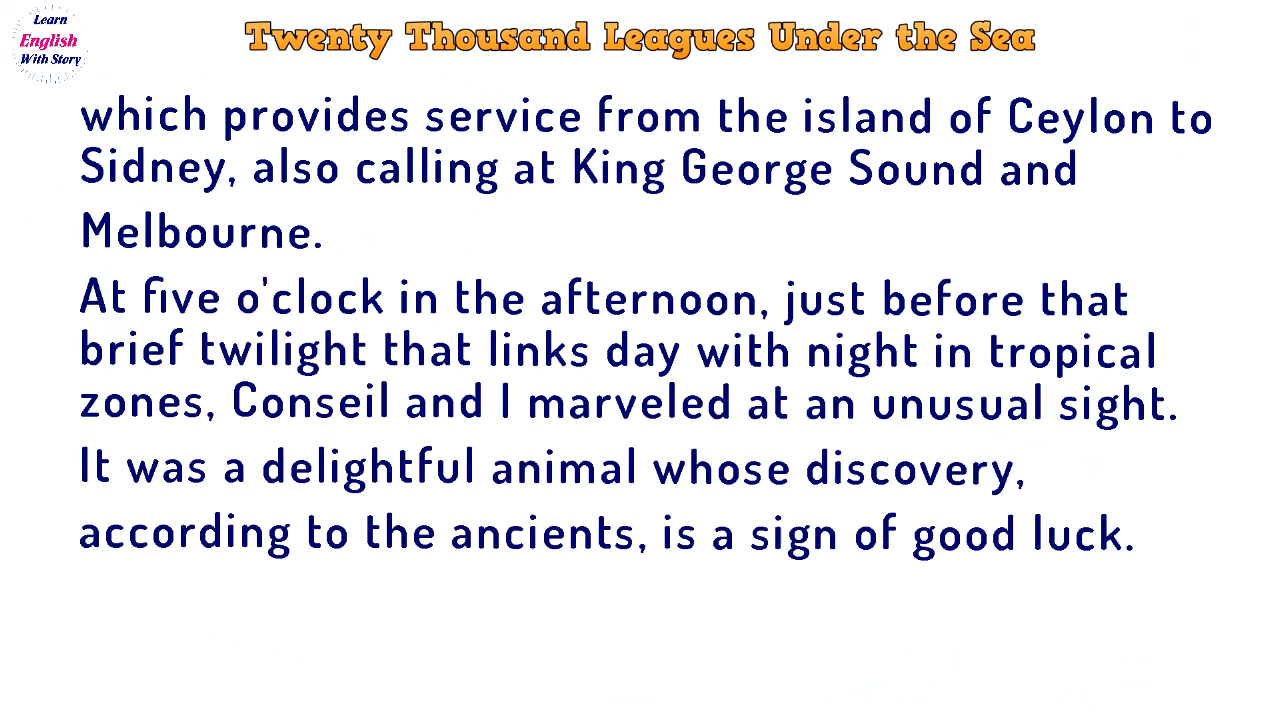 Learn
English
With Story
Twenty Thousand Leagues Under the Sea
which provides service from the island of Ceylon to
Sidney, also calling at King George Sound and
Melbourne.
At five o'clock in the afternoon, just before that
brief twilight that links day with night in tropical
zones, Conseil and I marveled at an unusual sight.
It was a delightful animal whose discovery,
according to the ancients, is a sign of good luck.